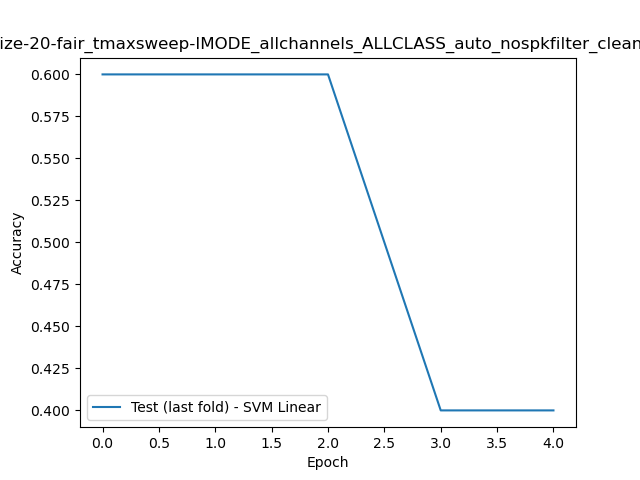 ize-20-fair_tmaxsweep-IMODE_allchannels_ALLCLASS_auto_nospkfilter_clean
0.600
0.575
0.550
0.525
0.500
0.475
0.450
0.425
0.400
Accuracy
Test (last fold) - SVM Linear
0.0 0.5 1.0 1.5 2.0 2.5 3.0 3.5 4.0
Epoch